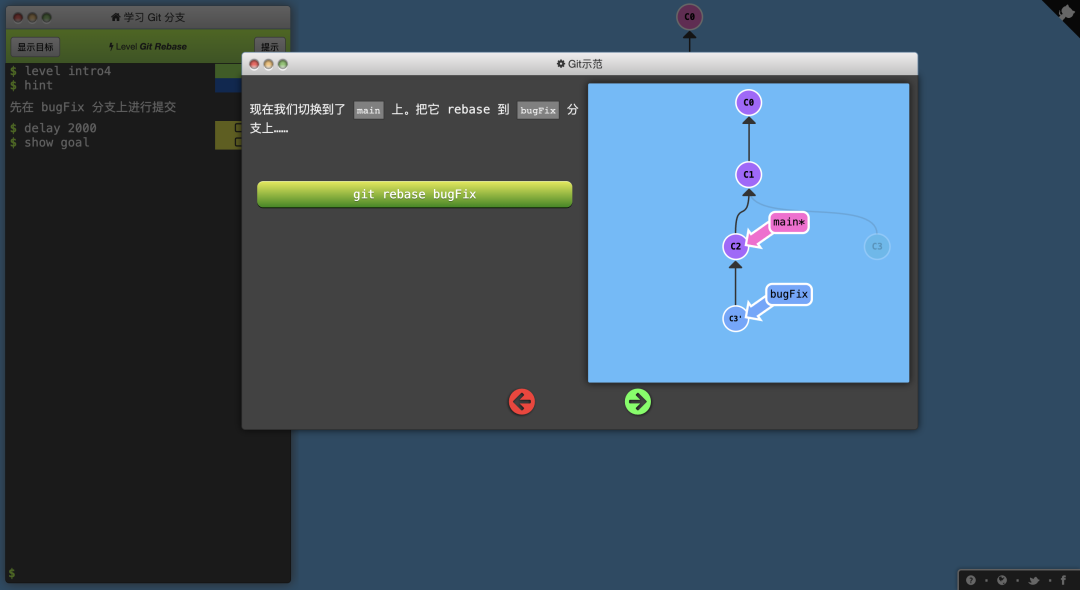 学习 Git 分支
显示目标
Level Git Rebase
提示
$ level intro4
$ hint
先在 bugFix 分支上进行提交
$ delay 2000
$ show goal
$
C0
Git示范
现在我们切换到了 main 上。把它 rebase 到 bugFix 分
支上……
git rebase bugFix
C0
C1
main*
C2
C3
bugFix
C3'